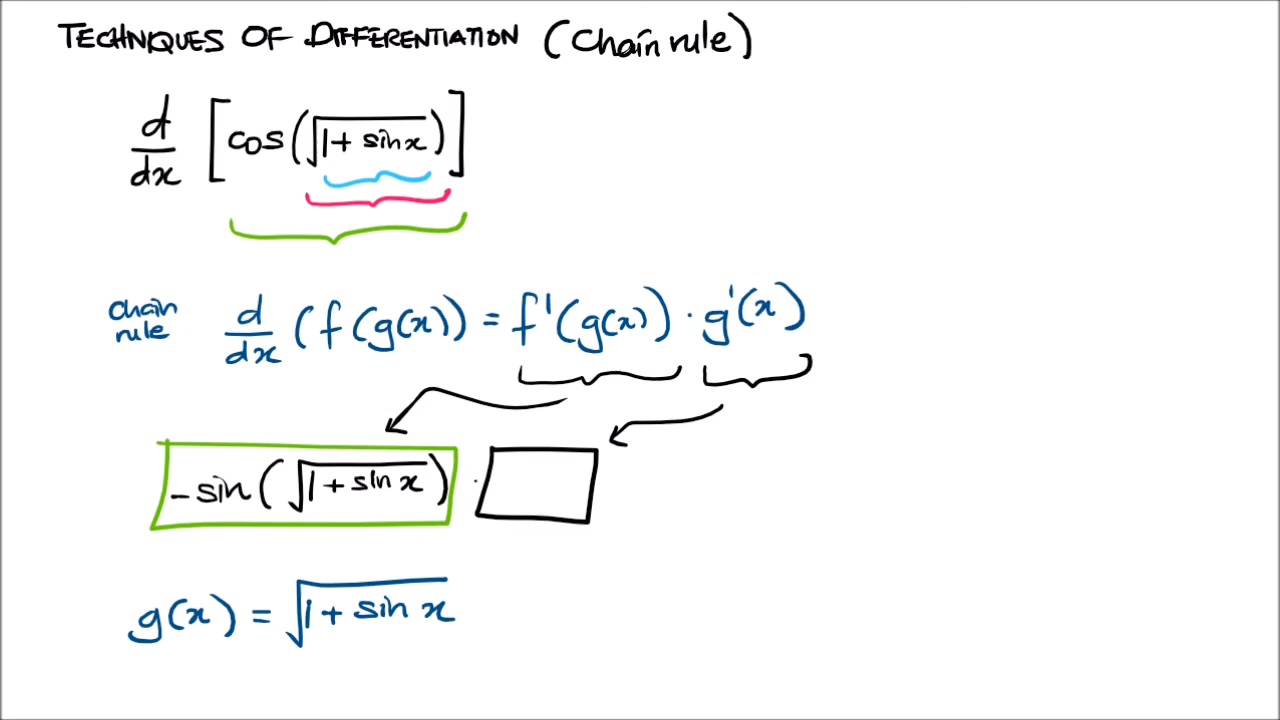 TECHNIQUES OF DIFFERENTIATION (Chain rule)
d/dx [cos(√(1 + sin x))]
chain rule
d/dx (f(g(x)) = f'(g(x)) · g'(x)
-sin(√(1 + sin x)) ·
g(x) = √(1 + sin x)